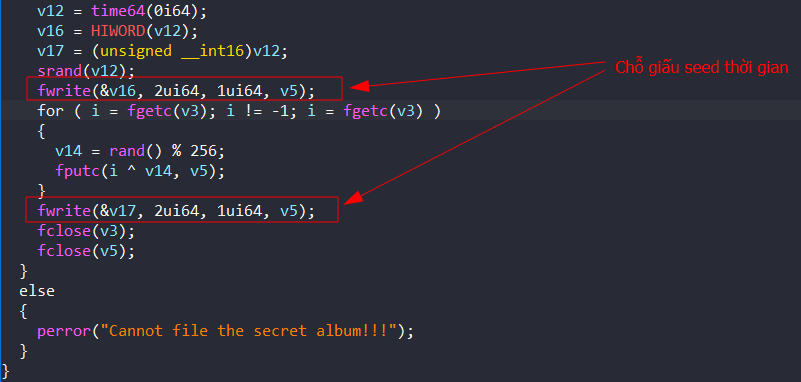 v12 = time64(0i64);
v16 = HIWORD(v12);
v17 = (unsigned __int16)v12;
srand(v12);
fwrite(&v16, 2ui64, 1ui64, v5);
Chỗ giấu seed thời gian
for ( i = fgetc(v3); i != -1; i = fgetc(v3) )
{
v14 = rand() % 256;
fputc(i ^ v14, v5);
}
fwrite(&v17, 2ui64, 1ui64, v5);
fclose(v3);
fclose(v5);
}
else
{
perror("Cannot file the secret album!!!");
}
}